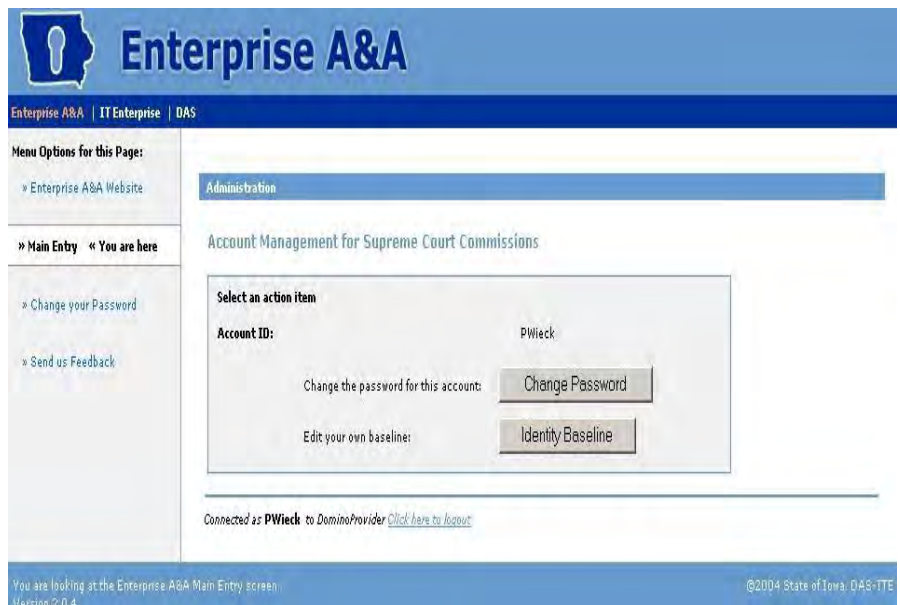 Enterprise A&A
Enterprise A&A | IT Enterprise | DAS
Menu Options for this Page:
» Enterprise A&A Website
» Main Entry « You are here
» Change your Password
» Send us Feedback
Administration
Account Management for Supreme Court Commissions
Select an action item
Account ID: PWieck
Change the password for this account: Change Password
Edit your own baseline: Identity Baseline
Connected as PWieck to DominoProvider Click here to logout
You are looking at the Enterprise A&A Main Entry screen
©2004 State of Iowa: DAS-ITE
Version 2.0.4